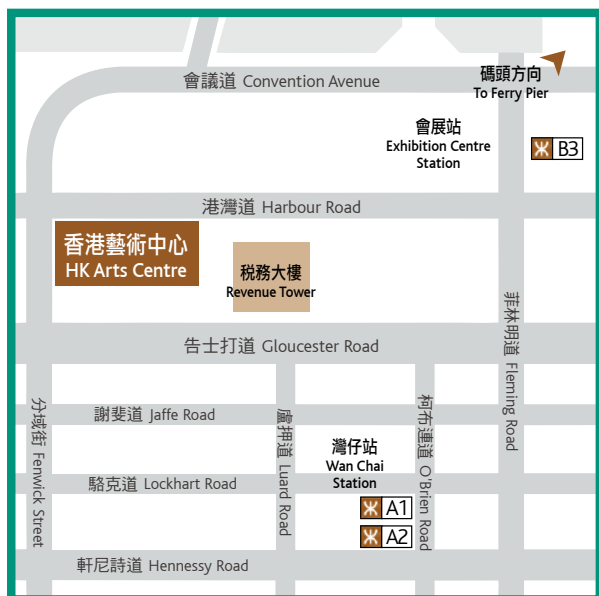 碼頭方向
To Ferry Pier
會議道 Convention Avenue
會展站
Exhibition Centre
Station
B3
港灣道 Harbour Road
香港藝術中心
HK Arts Centre
税務大樓
Revenue Tower
告士打道 Gloucester Road
菲林明道 Fleming Road
分域街 Fenwick Street
謝斐道 Jaffe Road
盧押道 Luard Road
柯布連道 O'Brien Road
灣仔站
Wan Chai
Station
駱克道 Lockhart Road
A1
A2
軒尼詩道 Hennessy Road